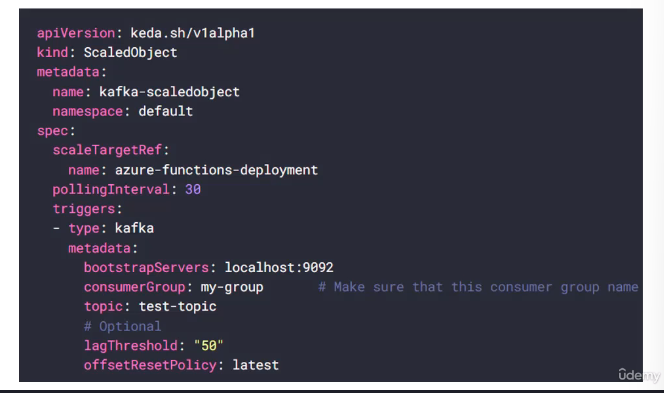 apiVersion: keda.sh/v1alpha1
kind: ScaledObject
metadata:
  name: kafka-scaledobject
  namespace: default
spec:
  scaleTargetRef:
    name: azure-functions-deployment
  pollingInterval: 30
  triggers:
  - type: kafka
    metadata:
      bootstrapServers: localhost:9092
      consumerGroup: my-group       # Make sure that this consumer group name
      topic: test-topic
      # Optional
      lagThreshold: "50"
      offsetResetPolicy: latest
ûdemy